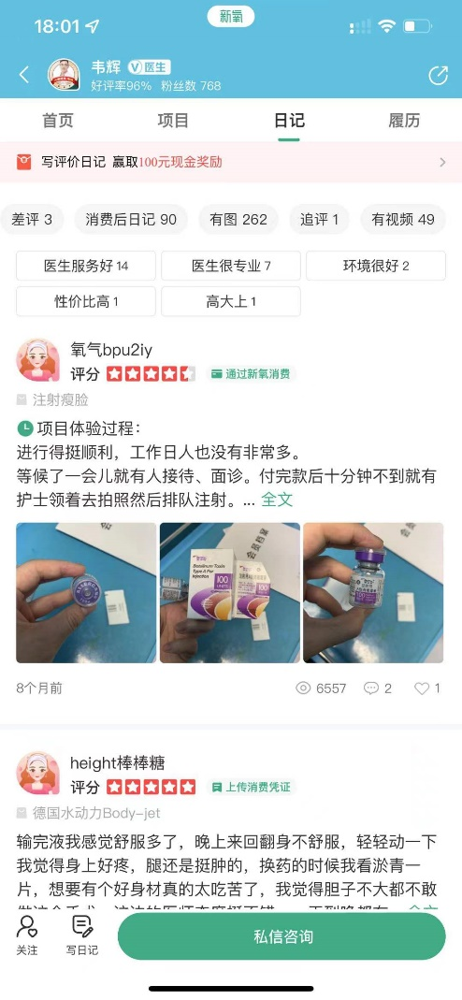 18:01
新氧
韦辉 V 医生
好评率96% 粉丝数 768
首页 项目 日记 履历
写评价日记 赢取100元现金奖励
差评 3 消费后日记 90 有图 262 追评 1 有视频 49
医生服务好 14 医生很专业 7 环境很好 2
性价比高 1 高大上 1
氧气bpu2iy
评分 通过新氧消费
注射瘦脸
项目体验过程：
进行得挺顺利，工作日人也没有非常多。
等候了一会儿就有人接待、面诊。付完款后十分钟不到就有
护士领着去拍照然后排队注射。... 全文
会员档案
Botulinum Toxin
Type A For
Injection
100
UNITS
100
8个月前 6557 2 1
height棒棒糖
评分 上传消费凭证
德国水动力Body-jet
输完液我感觉舒服多了，晚上来回翻身不舒服，轻轻动一下
我觉得身上好疼，腿还是挺肿的，换药的时候我看淤青一
片，想要有个好身材真的太吃苦了，我觉得胆子不大都不敢
关注 写日记 私信咨询